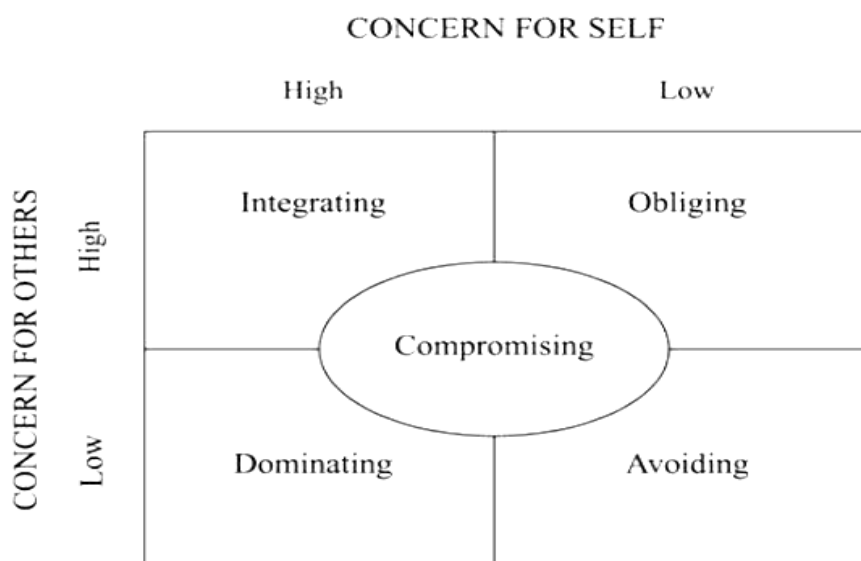 CONCERN FOR SELF
High Low
CONCERN FOR OTHERS
High
Integrating Obliging
Compromising
Low
Dominating Avoiding